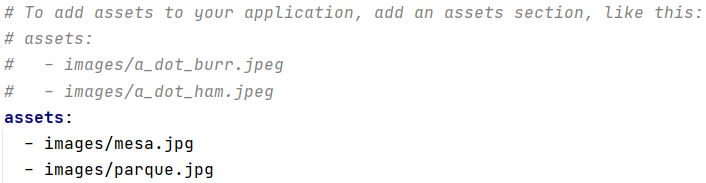 # To add assets to your application, add an assets section, like this:
# assets:
#   - images/a_dot_burr.jpeg
#   - images/a_dot_ham.jpeg
assets:
  - images/mesa.jpg
  - images/parque.jpg